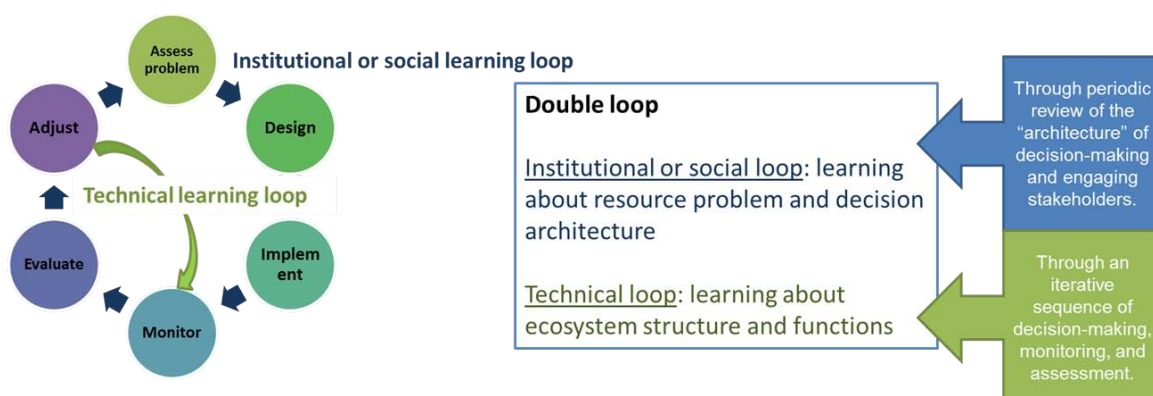 Assess
problem
Institutional or social learning loop
Adjust
Design
Technical learning loop
Evaluate
Implem
ent
Monitor
Double loop
Institutional or social loop: learning
about resource problem and decision
architecture
Technical loop: learning about
ecosystem structure and functions
Through periodic
review of the
“architecture” of
decision-making
and engaging
stakeholders.
Through an
iterative
sequence of
decision-making,
monitoring, and
assessment.